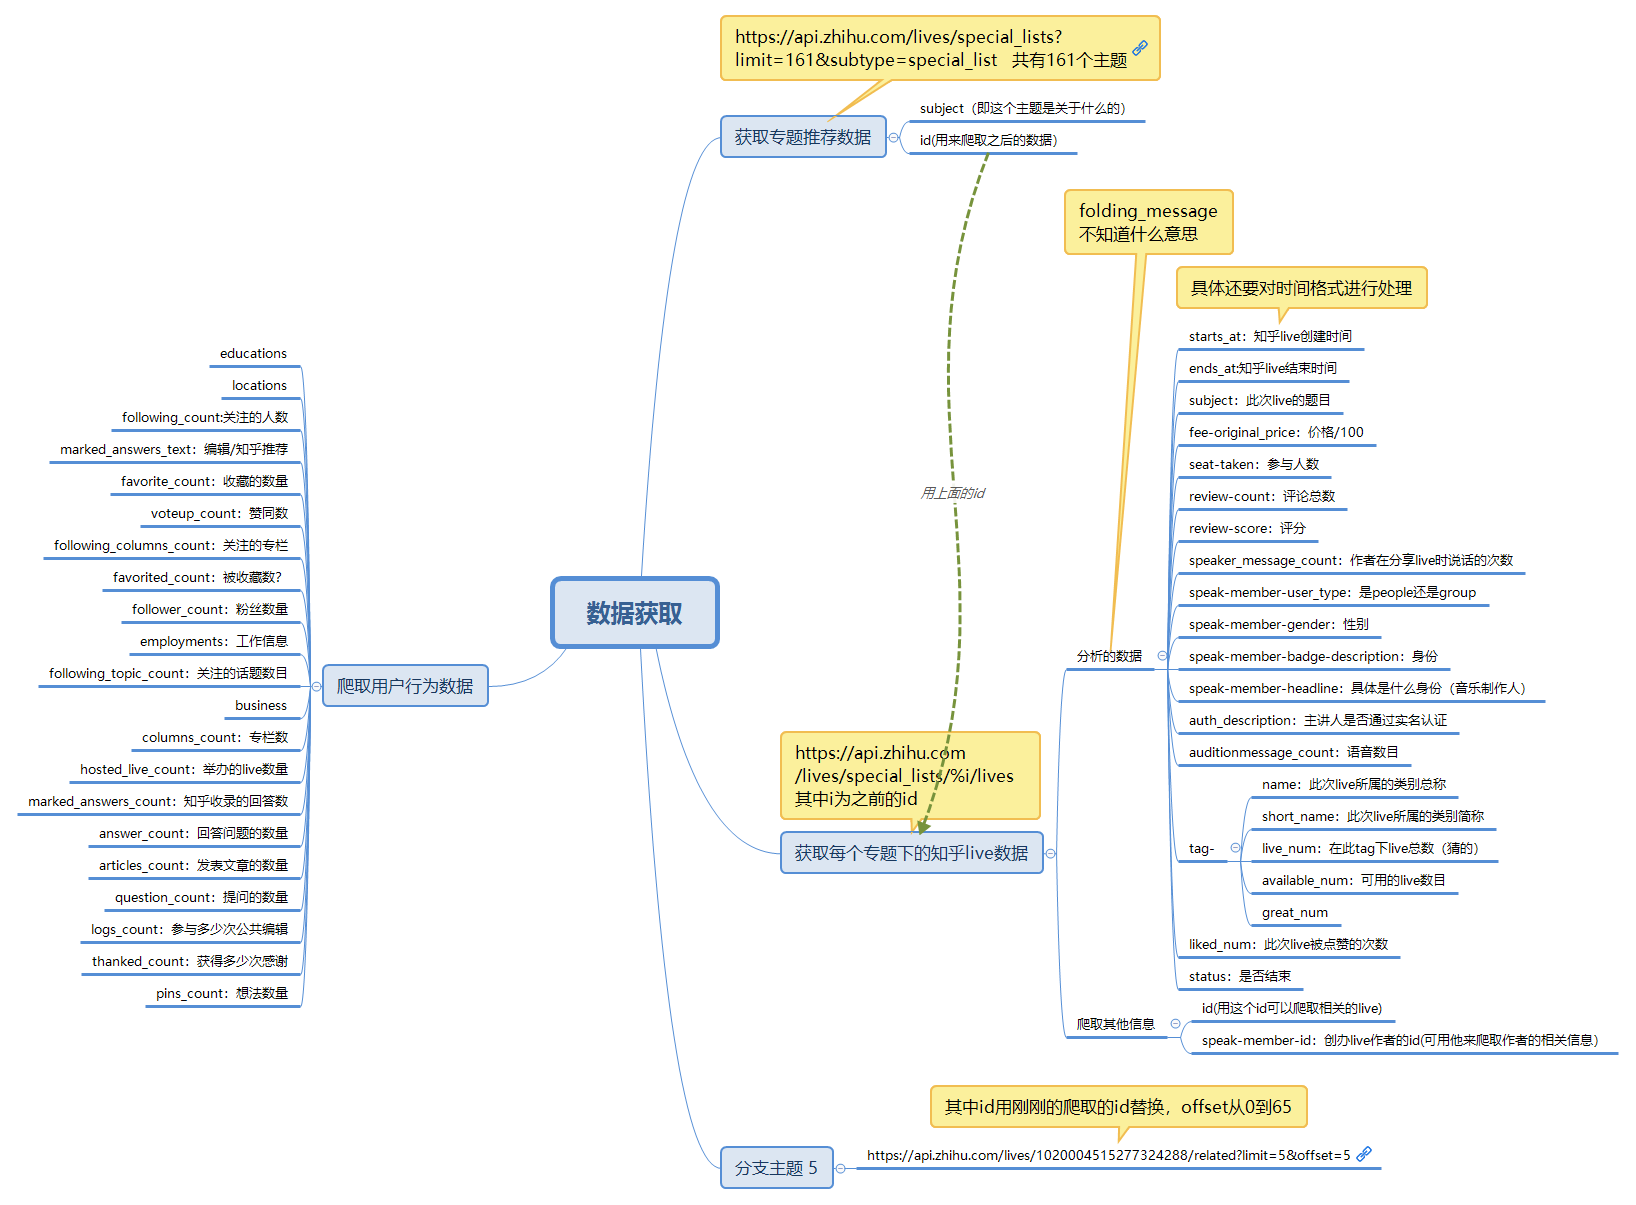 https://api.zhihu.com/lives/special_lists?
limit=161&subtype=special_list 共有161个主题
获取专题推荐数据
subject（即这个主题是关于什么的）
id(用来爬取之后的数据）
用上面的id
数据获取
爬取用户行为数据
educations
locations
following_count:关注的人数
marked_answers_text：编辑/知乎推荐
favorite_count：收藏的数量
voteup_count：赞同数
following_columns_count：关注的专栏
favorited_count：被收藏数?
follower_count：粉丝数量
employments：工作信息
following_topic_count：关注的话题数目
business
columns_count：专栏数
hosted_live_count：举办的live数量
marked_answers_count：知乎收录的回答数
answer_count：回答问题的数量
articles_count：发表文章的数量
question_count：提问的数量
logs_count：参与多少次公共编辑
thanked_count：获得多少次感谢
pins_count：想法数量
https://api.zhihu.com
/lives/special_lists/%i/lives
其中i为之前的id
获取每个专题下的知乎live数据
folding_message
不知道什么意思
分析的数据
具体还要对时间格式进行处理
starts_at：知乎live创建时间
ends_at:知乎live结束时间
subject：此次live的题目
fee-original_price：价格/100
seat-taken：参与人数
review-count：评论总数
review-score：评分
speaker_message_count：作者在分享live时说话的次数
speak-member-user_type：是people还是group
speak-member-gender：性别
speak-member-badge-description：身份
speak-member-headline：具体是什么身份（音乐制作人）
auth_description：主讲人是否通过实名认证
auditionmessage_count：语音数目
tag-
name：此次live所属的类别总称
short_name：此次live所属的类别简称
live_num：在此tag下live总数（猜的）
available_num：可用的live数目
great_num
liked_num：此次live被点赞的次数
status：是否结束
爬取其他信息
id(用这个id可以爬取相关的live)
speak-member-id：创办live作者的id(可用他来爬取作者的相关信息）
其中id用刚刚的爬取的id替换，offset从0到65
分支主题 5
https://api.zhihu.com/lives/1020004515277324288/related?limit=5&offset=5